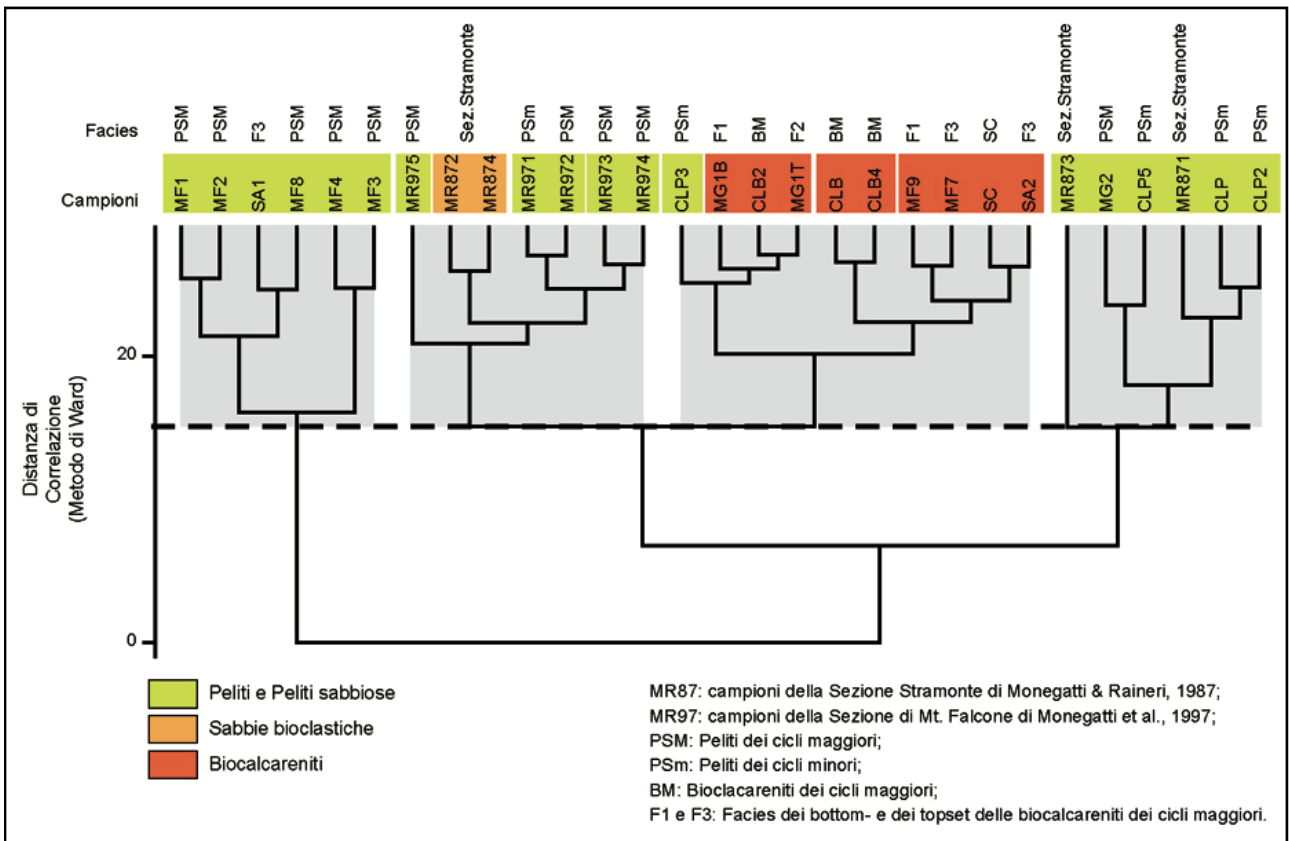 Facies PSM PSM F3 PSM PSM PSM PSM Sez.Stramonte PSm PSM PSM PSM PSm F1 BM F2 BM BM F1 F3 SC F3 Sez.Stramonte PSM PSm Sez.Stramonte PSm PSm
Campioni MF1 MF2 SA1 MF8 MF4 MF3 MR975 MR872 MR874 MR971 MR972 MR973 MR974 CLP3 MG1B CLB2 MG1T CLB CLB4 MF9 MF7 SC SA2 MR873 MG2 CLP5 MR871 CLP CLP2
20
0
Distanza di
Correlazione
(Metodo di Ward)
Peliti e Peliti sabbiose
Sabbie bioclastiche
Biocalcareniti
MR87: campioni della Sezione Stramonte di Monegatti & Raineri, 1987;
MR97: campioni della Sezione di Mt. Falcone di Monegatti et al., 1997;
PSM: Peliti dei cicli maggiori;
PSm: Peliti dei cicli minori;
BM: Bioclacareniti dei cicli maggiori;
F1 e F3: Facies dei bottom- e dei topset delle biocalcareniti dei cicli maggiori.